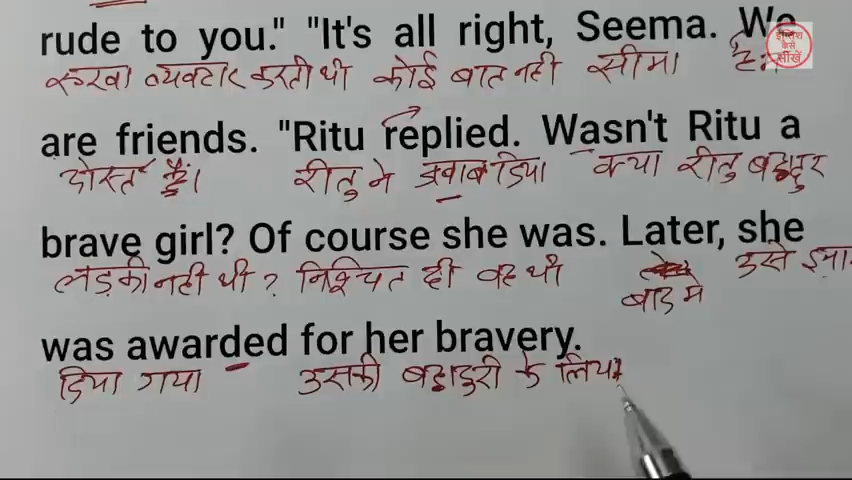 rude to you." "It's all right, Seema. We
रुखा व्यवहार करती थी कोई बात नही सीमा हम
are friends. "Ritu replied. Wasn't Ritu a
दोस्त हैं। रीतु ने जवाब दिया क्या रीतु बहादुर
brave girl? Of course she was. Later, she
लड़की नही थी ? निश्चित ही वह थी बाद मे उसे
was awarded for her bravery.
दिया गया उसकी बहादुरी के लिए
इंग्लिश कैसे सीखें